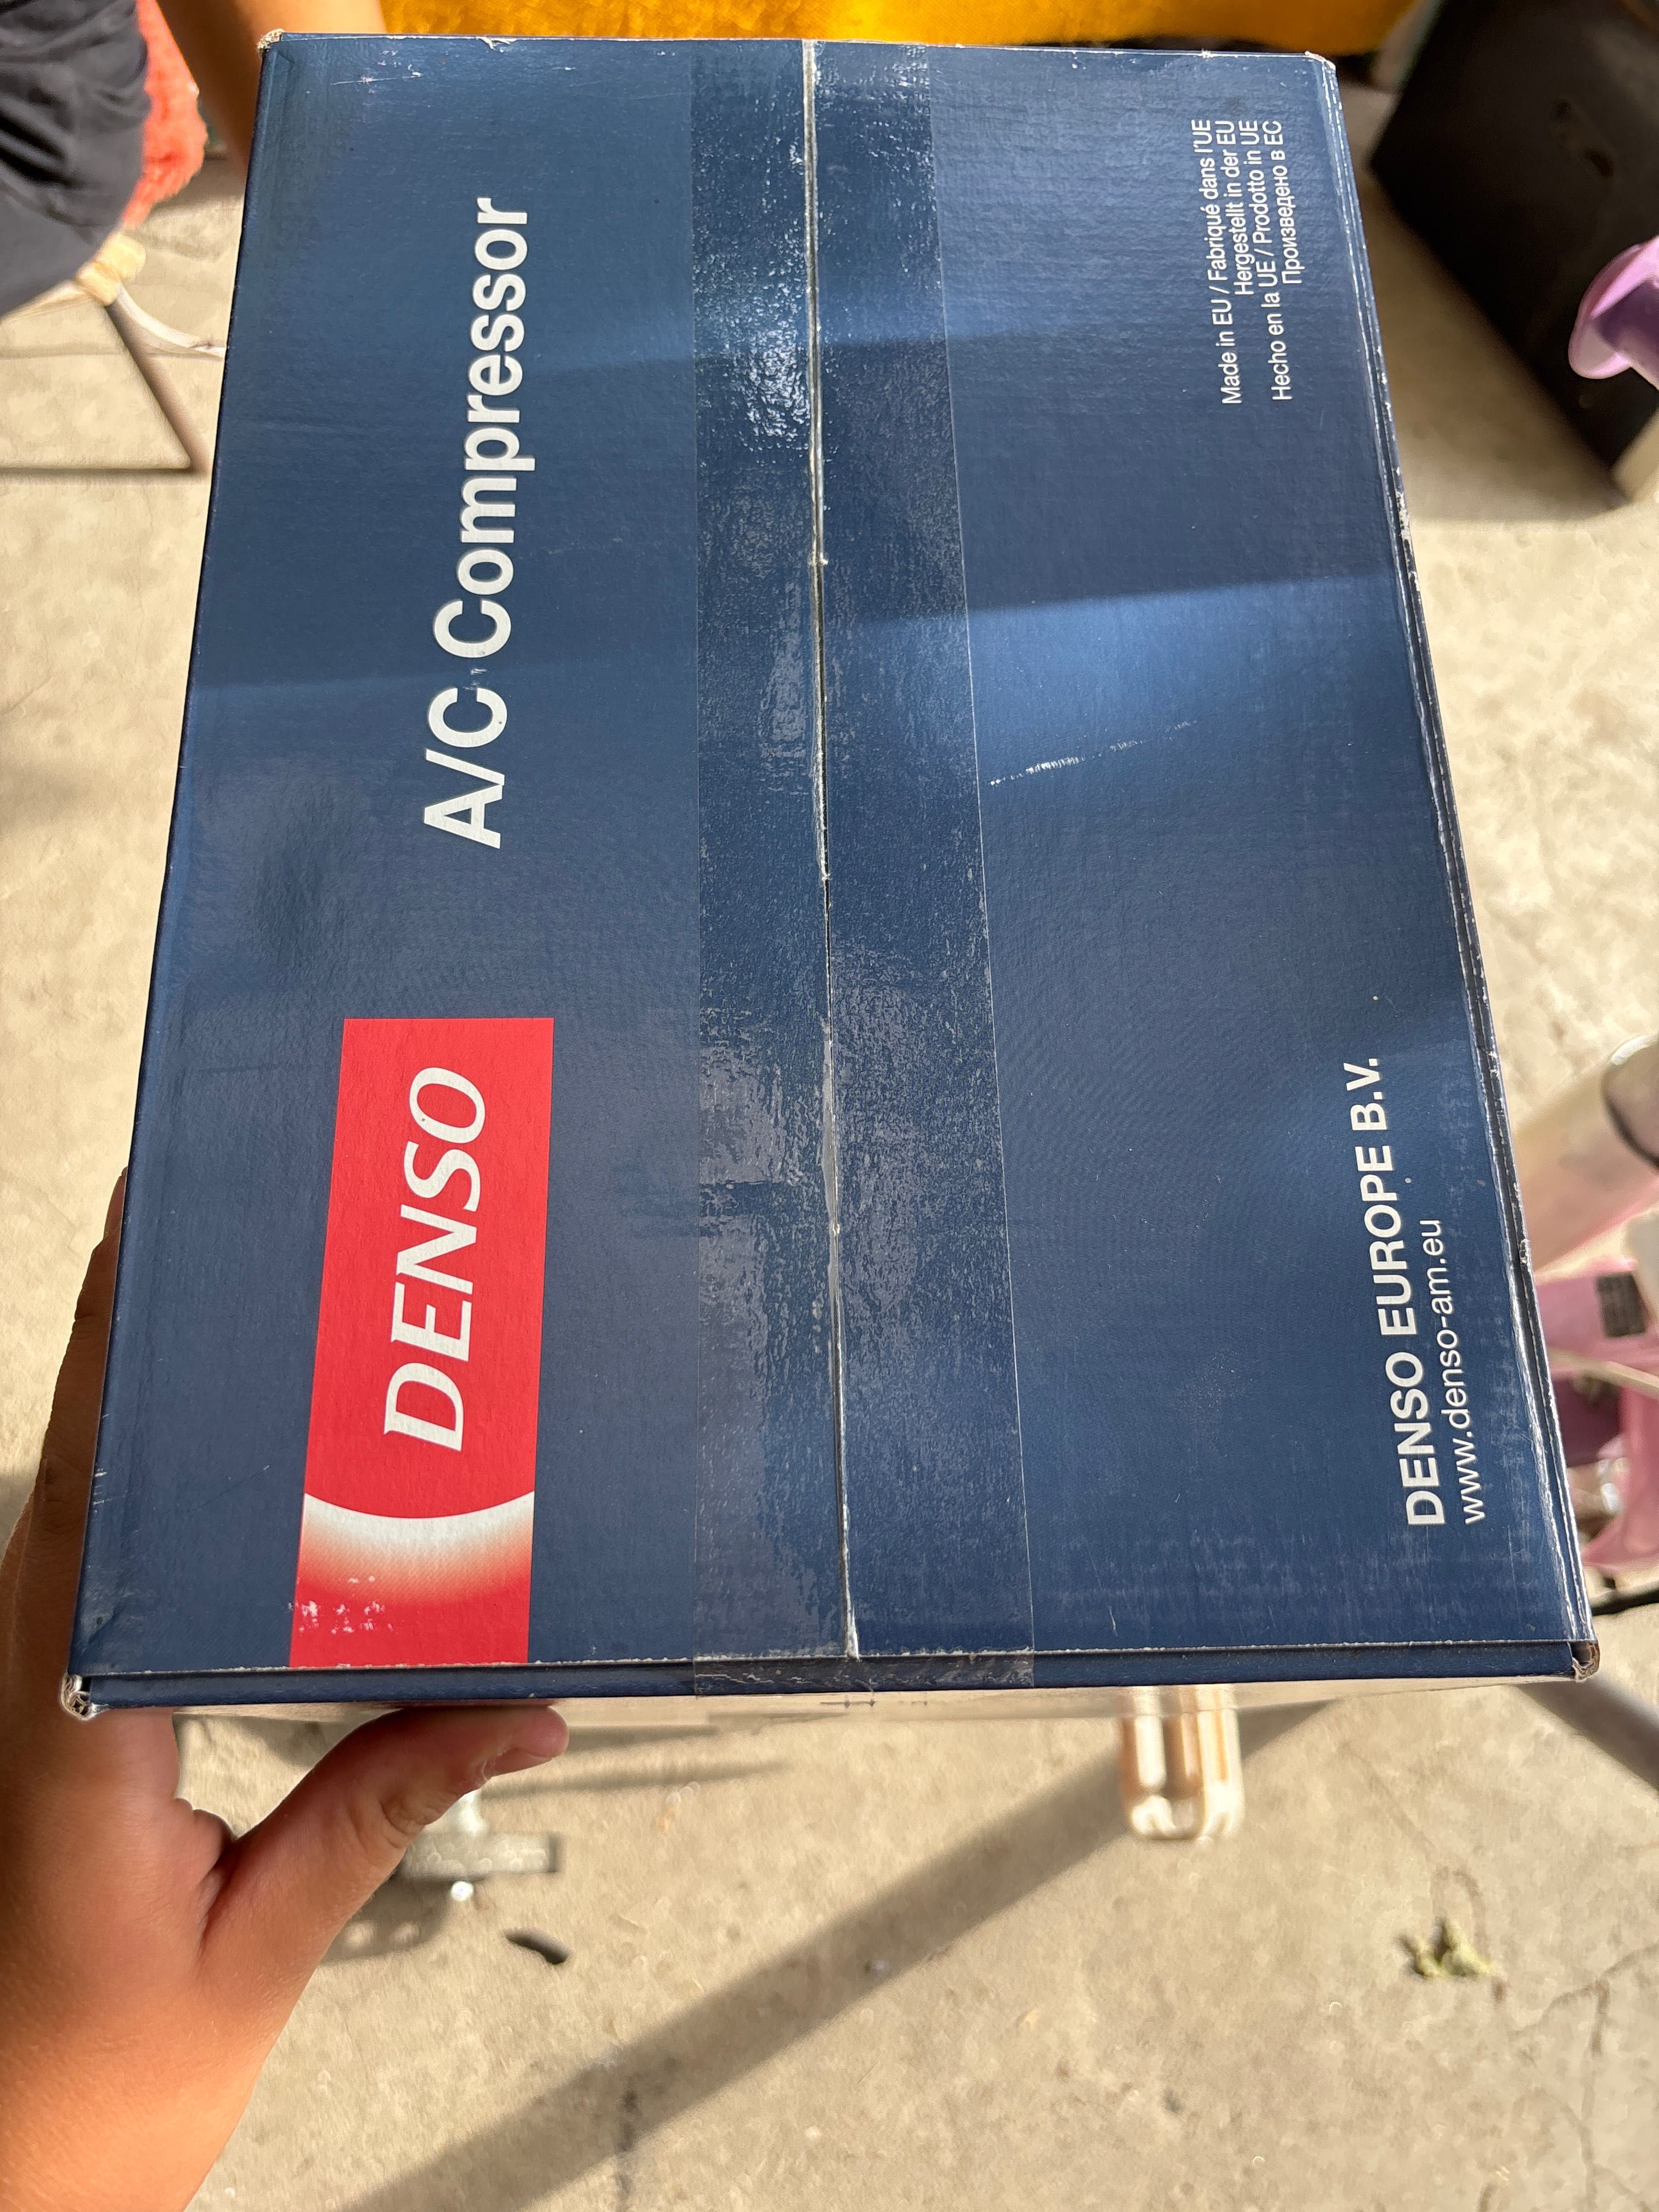 DENSO
A/C Compressor
Made in EU / Fabriqué dans l'UE
Hergestellt in der EU
Hecho en la UE / Prodotto in UE
Произведено в ЕС
DENSO EUROPE B.V.
www.denso-am.eu